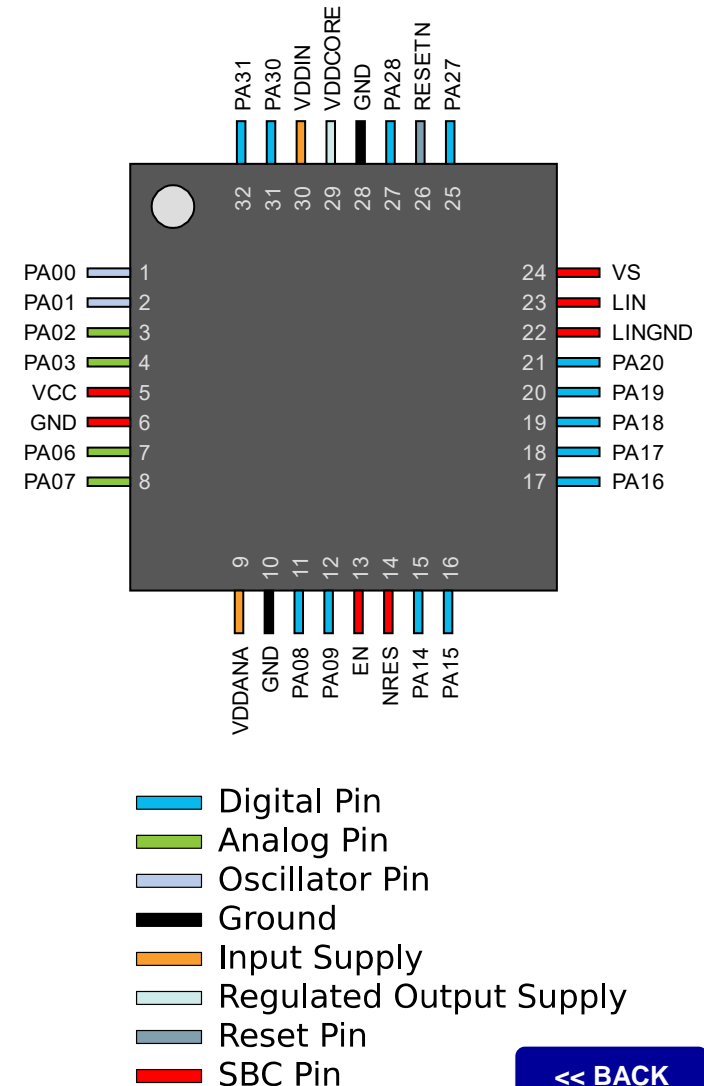 PA31
PA30
VDDIN
VDDCORE
GND
PA28
RESETN
PA27
32
31
30
29
28
27
26
25
PA00 1
PA01 2
PA02 3
PA03 4
VCC 5
GND 6
PA06 7
PA07 8
24 VS
23 LIN
22 LINGND
21 PA20
20 PA19
19 PA18
18 PA17
17 PA16
9
10
11
12
13
14
15
16
VDDANA
GND
PA08
PA09
EN
NRES
PA14
PA15
Digital Pin
Analog Pin
Oscillator Pin
Ground
Input Supply
Regulated Output Supply
Reset Pin
SBC Pin
<< BACK